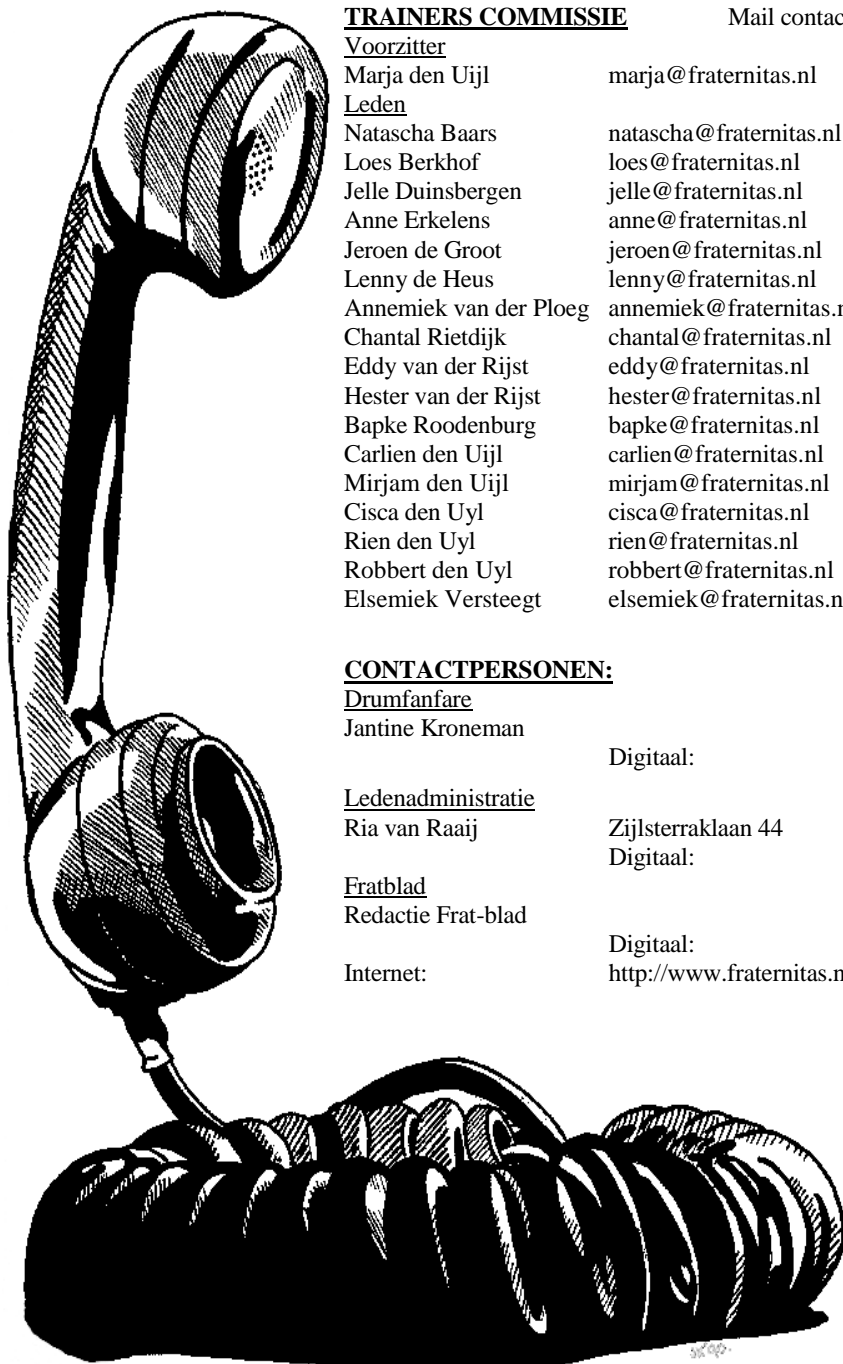 TRAINERS COMMISSIE Mail contac
Voorzitter
Marja den Uijl marja@fraternitas.nl
Leden
Natascha Baars natascha@fraternitas.nl
Loes Berkhof loes@fraternitas.nl
Jelle Duinsbergen jelle@fraternitas.nl
Anne Erkelens anne@fraternitas.nl
Jeroen de Groot jeroen@fraternitas.nl
Lenny de Heus lenny@fraternitas.nl
Annemiek van der Ploeg annemiek@fraternitas.n
Chantal Rietdijk chantal@fraternitas.nl
Eddy van der Rijst eddy@fraternitas.nl
Hester van der Rijst hester@fraternitas.nl
Bapke Roodenburg bapke@fraternitas.nl
Carlien den Uijl carlien@fraternitas.nl
Mirjam den Uijl mirjam@fraternitas.nl
Cisca den Uyl cisca@fraternitas.nl
Rien den Uyl rien@fraternitas.nl
Robbert den Uyl robbert@fraternitas.nl
Elsemiek Versteegt elsemiek@fraternitas.n
CONTACTPERSONEN:
Drumfanfare
Jantine Kroneman
Digitaal:
Ledenadministratie
Ria van Raaij Zijlsterraklaan 44
Digitaal:
Fratblad
Redactie Frat-blad
Digitaal:
Internet: http://www.fraternitas.n